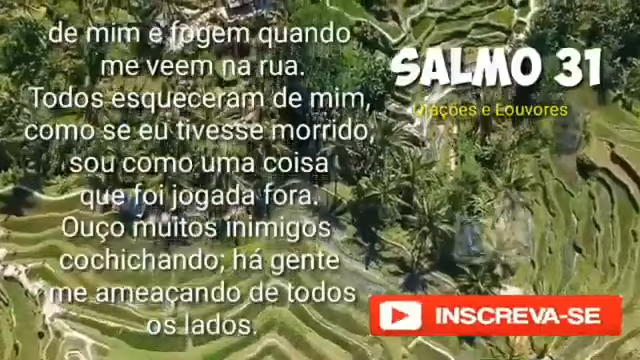 de mim e fogem quando
me veem na rua.
Todos esqueceram de mim,
como se eu tivesse morrido,
sou como uma coisa
que foi jogada fora.
Ouço muitos inimigos
cochichando; há gente
me ameaçando de todos
os lados.
SALMO 31
Orações e Louvores
INSCREVA-SE